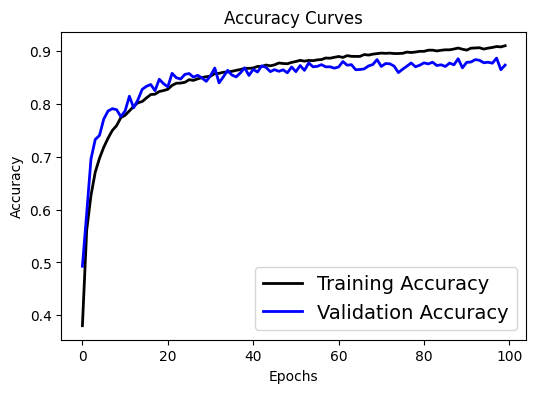 Accuracy Curves
0.9
0.8
0.7
0.6
0.5
0.4
Accuracy
Training Accuracy
Validation Accuracy
0 20 40 60 80 100
Epochs